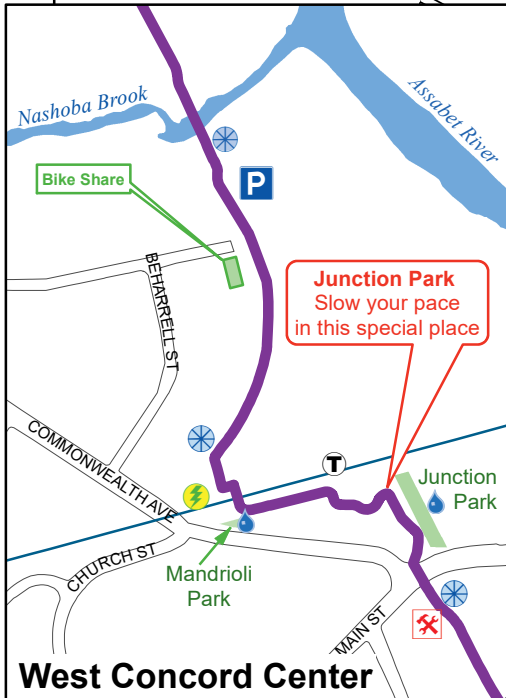 Nashoba Brook
Assabet River
P
Bike Share
BEHARRELL ST
Junction Park
Slow your pace
in this special place
COMMONWEALTH AVE
T
Junction
Park
CHURCH ST
Mandrioli
Park
MAIN ST
West Concord Center